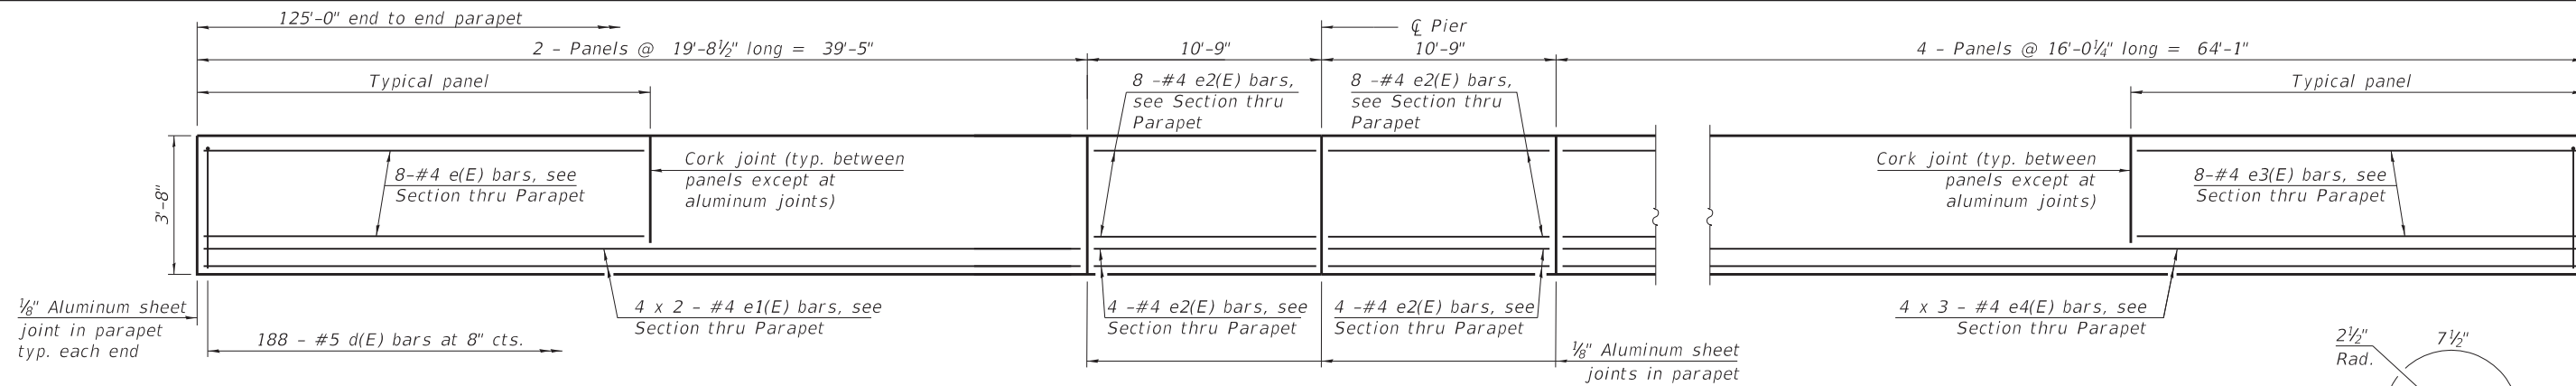 125'-0" end to end parapet
℄ Pier
2 - Panels @ 19'-8½" long = 39'-5"
10'-9"
10'-9"
4 - Panels @ 16'-0¼" long = 64'-1"
Typical panel
8 -#4 e2(E) bars,
see Section thru
Parapet
8 -#4 e2(E) bars,
see Section thru
Parapet
Typical panel
3'-8"
8-#4 e(E) bars, see
Section thru Parapet
Cork joint (typ. between
panels except at
aluminum joints)
Cork joint (typ. between
panels except at
aluminum joints)
8-#4 e3(E) bars, see
Section thru Parapet
⅛" Aluminum sheet
joint in parapet
typ. each end
4 x 2 - #4 e1(E) bars, see
Section thru Parapet
4 -#4 e2(E) bars, see
Section thru Parapet
4 -#4 e2(E) bars, see
Section thru Parapet
4 x 3 - #4 e4(E) bars, see
Section thru Parapet
188 - #5 d(E) bars at 8" cts.
⅛" Aluminum sheet
joints in parapet
2½"
Rad.
7½"